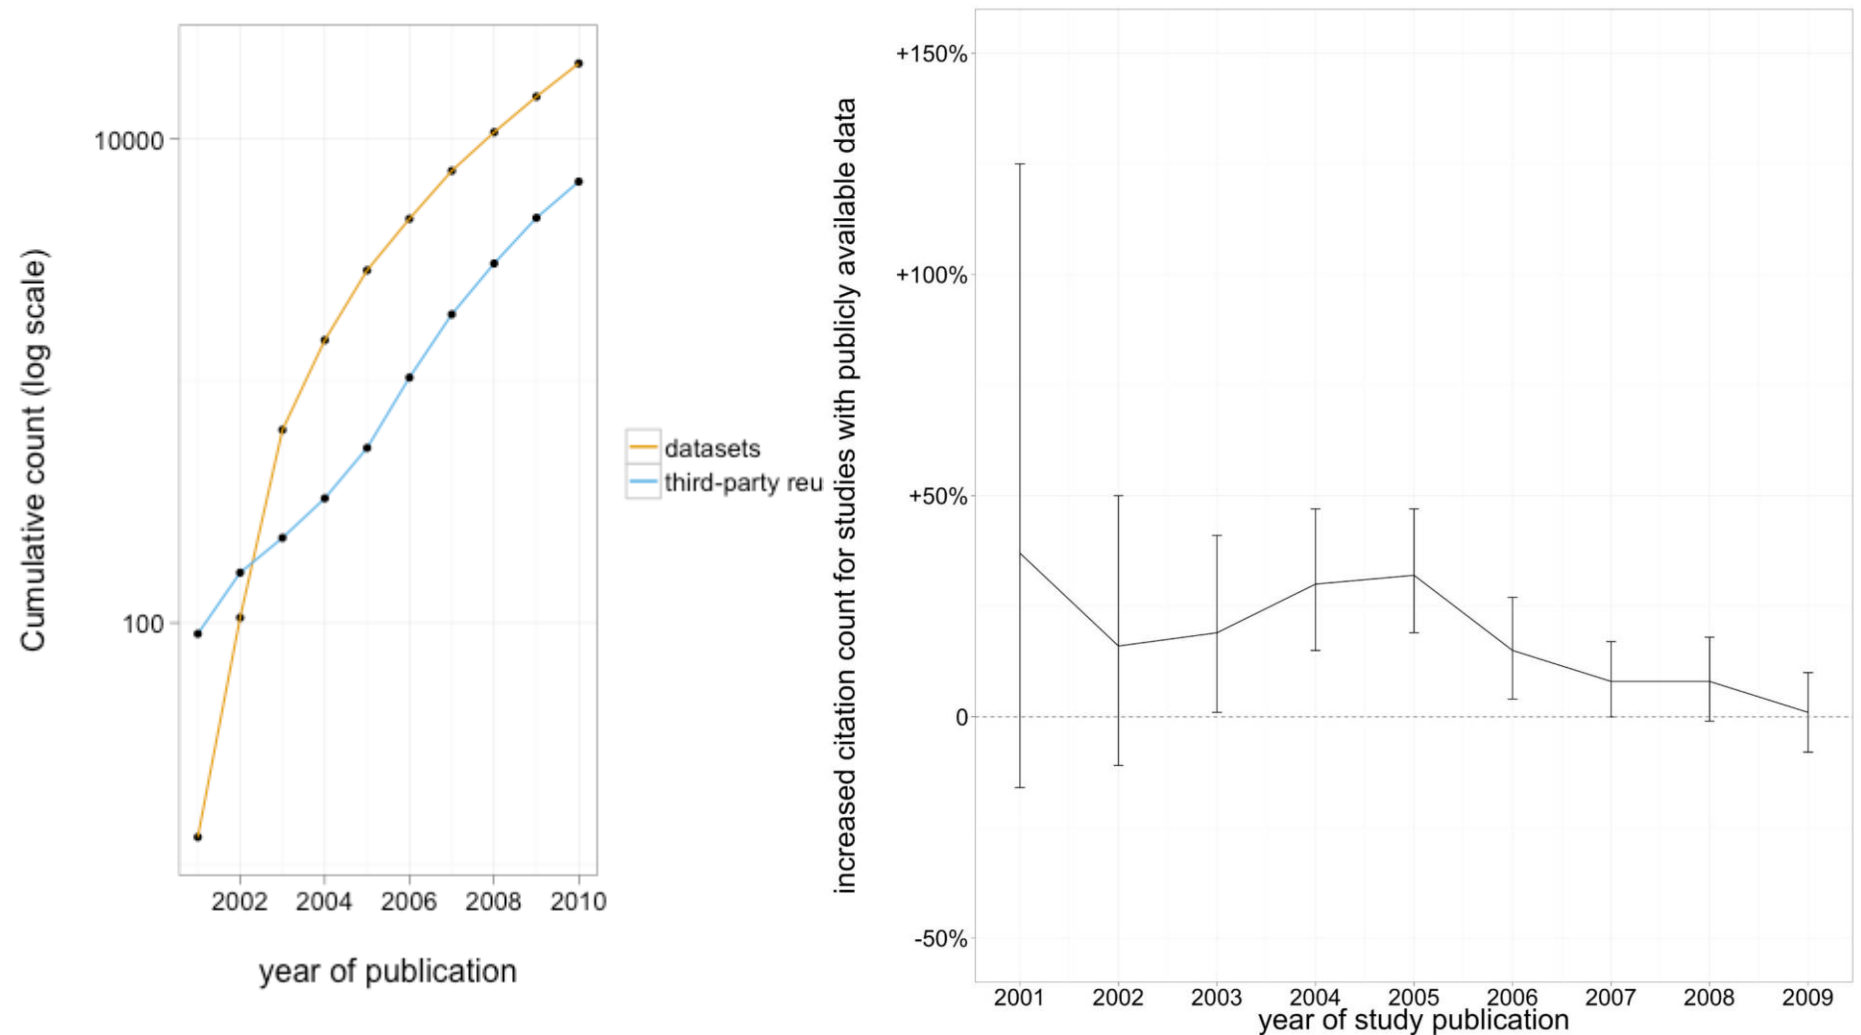 Cumulative count (log scale)
10000
100
2002 2004 2006 2008 2010
year of publication
datasets
third-party reu
increased citation count for studies with publicly available data
+150%
+100%
+50%
0
-50%
2001 2002 2003 2004 2005 2006 2007 2008 2009
year of study publication